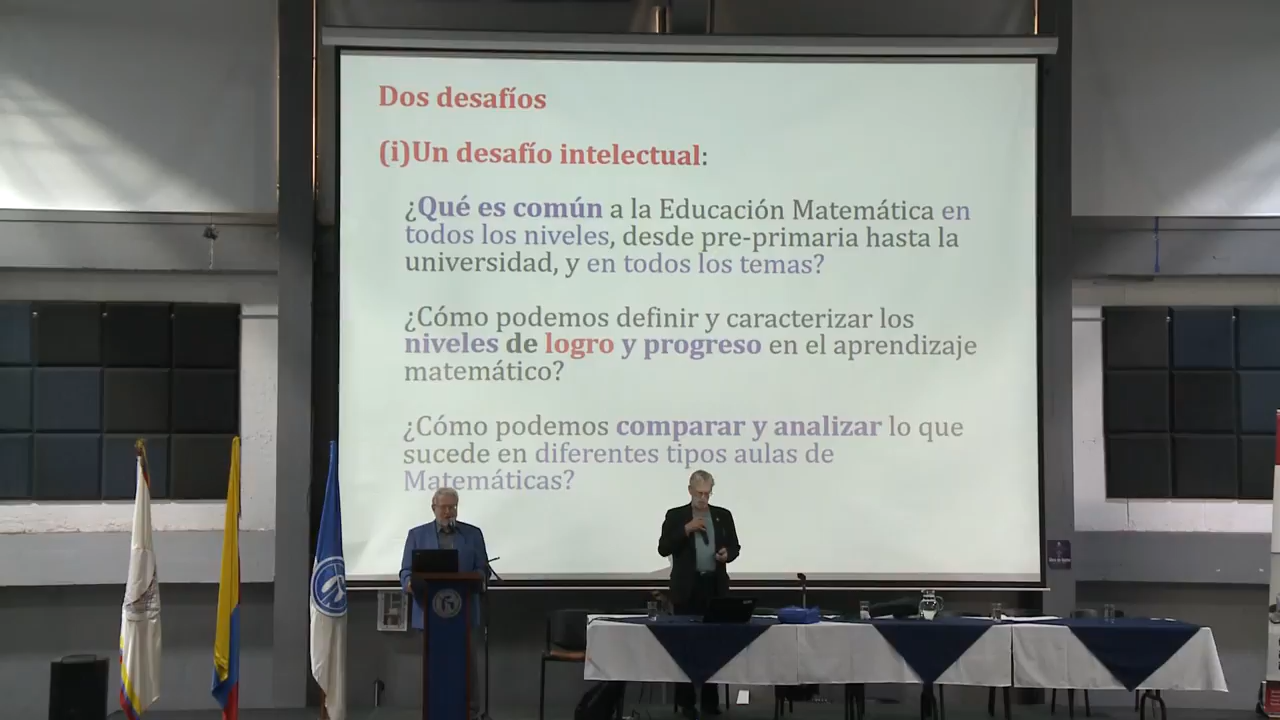 Dos desafíos
(i)Un desafío intelectual:
¿Qué es común a la Educación Matemática en
todos los niveles, desde pre-primaria hasta la
universidad, y en todos los temas?
¿Cómo podemos definir y caracterizar los
niveles de logro y progreso en el aprendizaje
matemático?
¿Cómo podemos comparar y analizar lo que
sucede en diferentes tipos aulas de
Matemáticas?